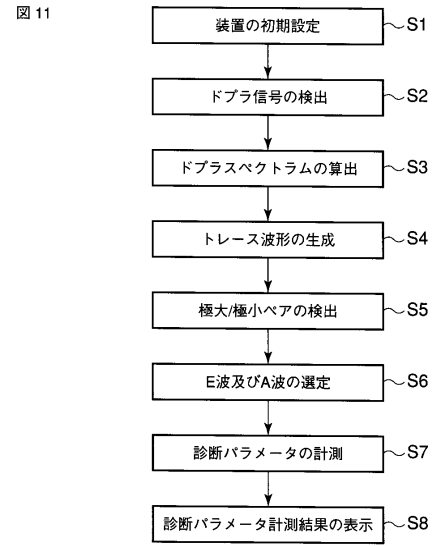 図 11
装置の初期設定 S1
ドプラ信号の検出 S2
ドプラスペクトラムの算出 S3
トレース波形の生成 S4
極大/極小ペアの検出 S5
E波及びA波の選定 S6
診断パラメータの計測 S7
診断パラメータ計測結果の表示 S8